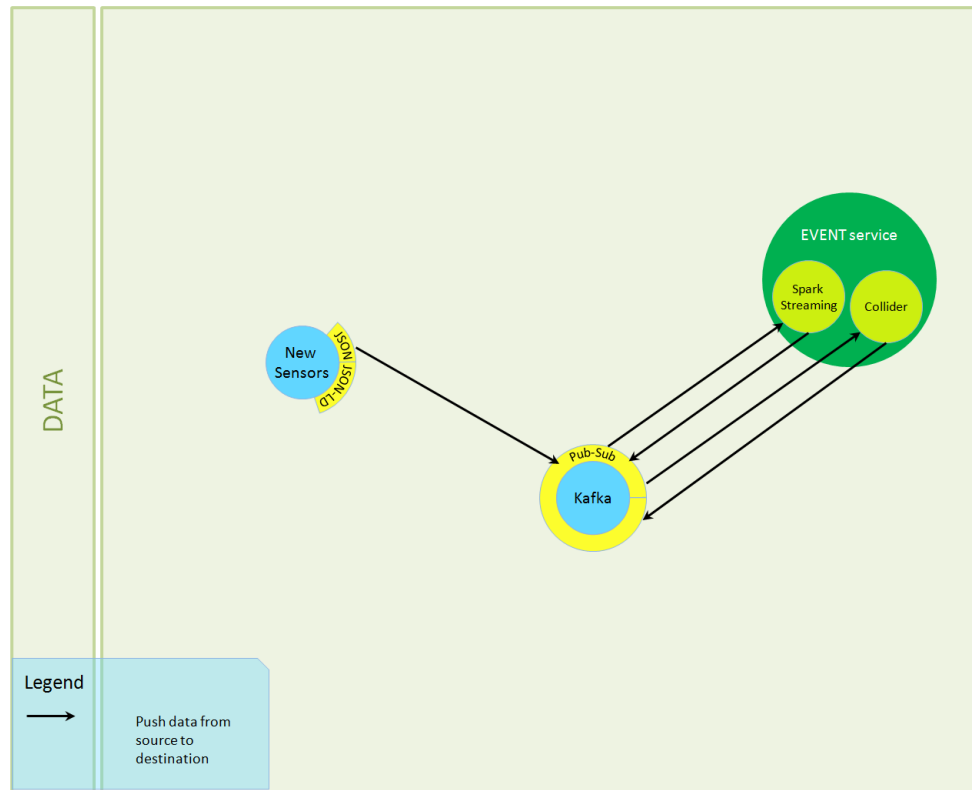 EVENT service
Spark
Streaming
Collider
New
Sensors
JSON
JSON-LD
DATA
Pub-Sub
Kafka
Legend
Push data from
source to
destination